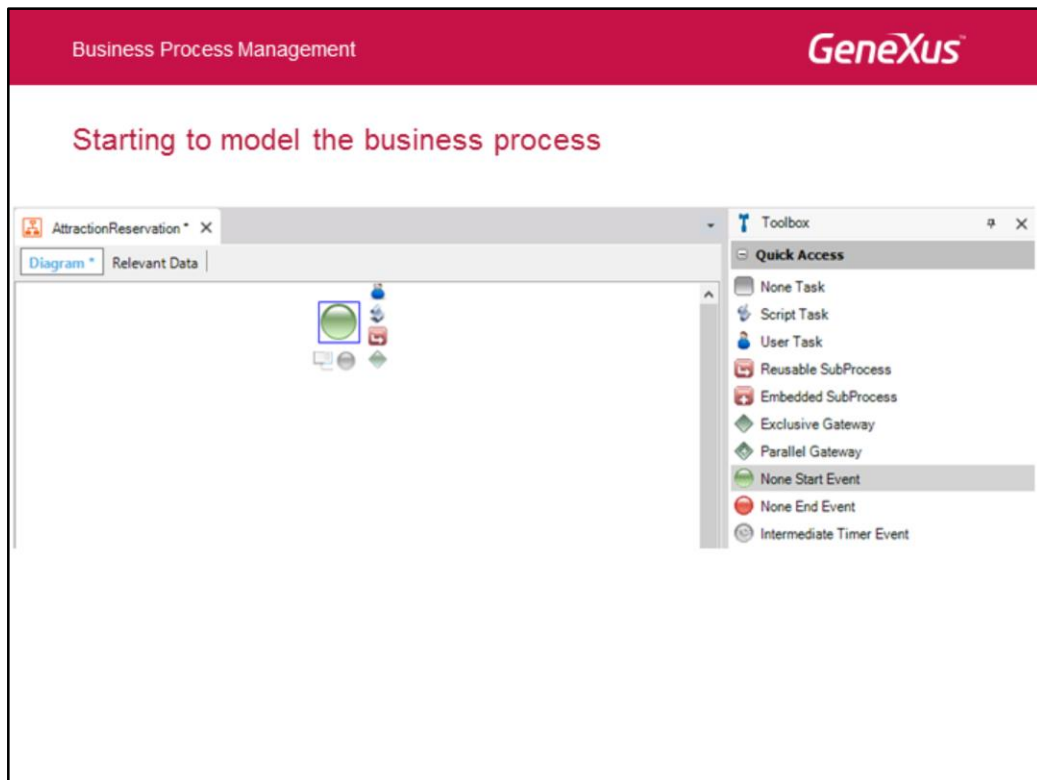 Business Process Management
GeneXus™
Starting to model the business process
AttractionReservation *
Diagram *
Relevant Data
Toolbox
Quick Access
None Task
Script Task
User Task
Reusable SubProcess
Embedded SubProcess
Exclusive Gateway
Parallel Gateway
None Start Event
None End Event
Intermediate Timer Event